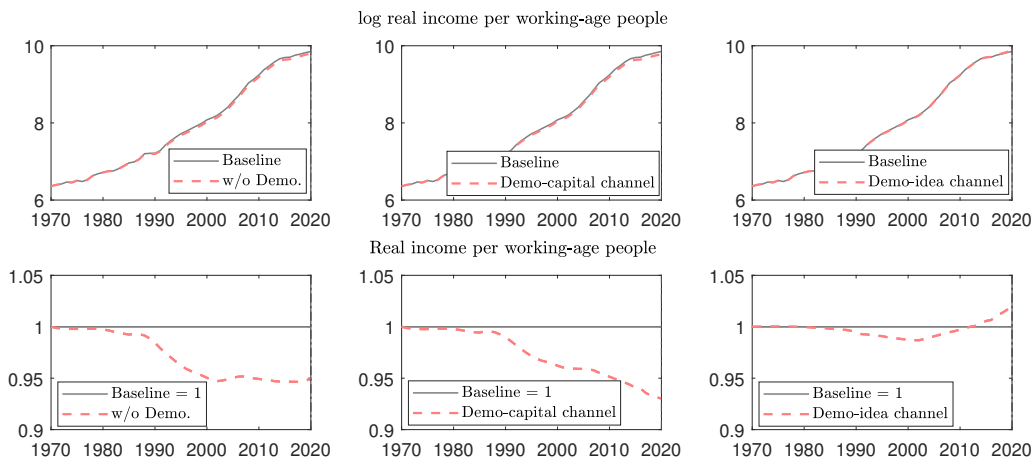 log real income per working-age people
10
8
6
1970 1980 1990 2000 2010 2020
Baseline
w/o Demo.
10
8
6
1970 1980 1990 2000 2010 2020
Baseline
Demo-capital channel
10
8
6
1970 1980 1990 2000 2010 2020
Baseline
Demo-idea channel
Real income per working-age people
1.05
1
0.95
0.9
1970 1980 1990 2000 2010 2020
Baseline = 1
w/o Demo.
1.05
1
0.95
0.9
1970 1980 1990 2000 2010 2020
Baseline = 1
Demo-capital channel
1.05
1
0.95
0.9
1970 1980 1990 2000 2010 2020
Baseline = 1
Demo-idea channel